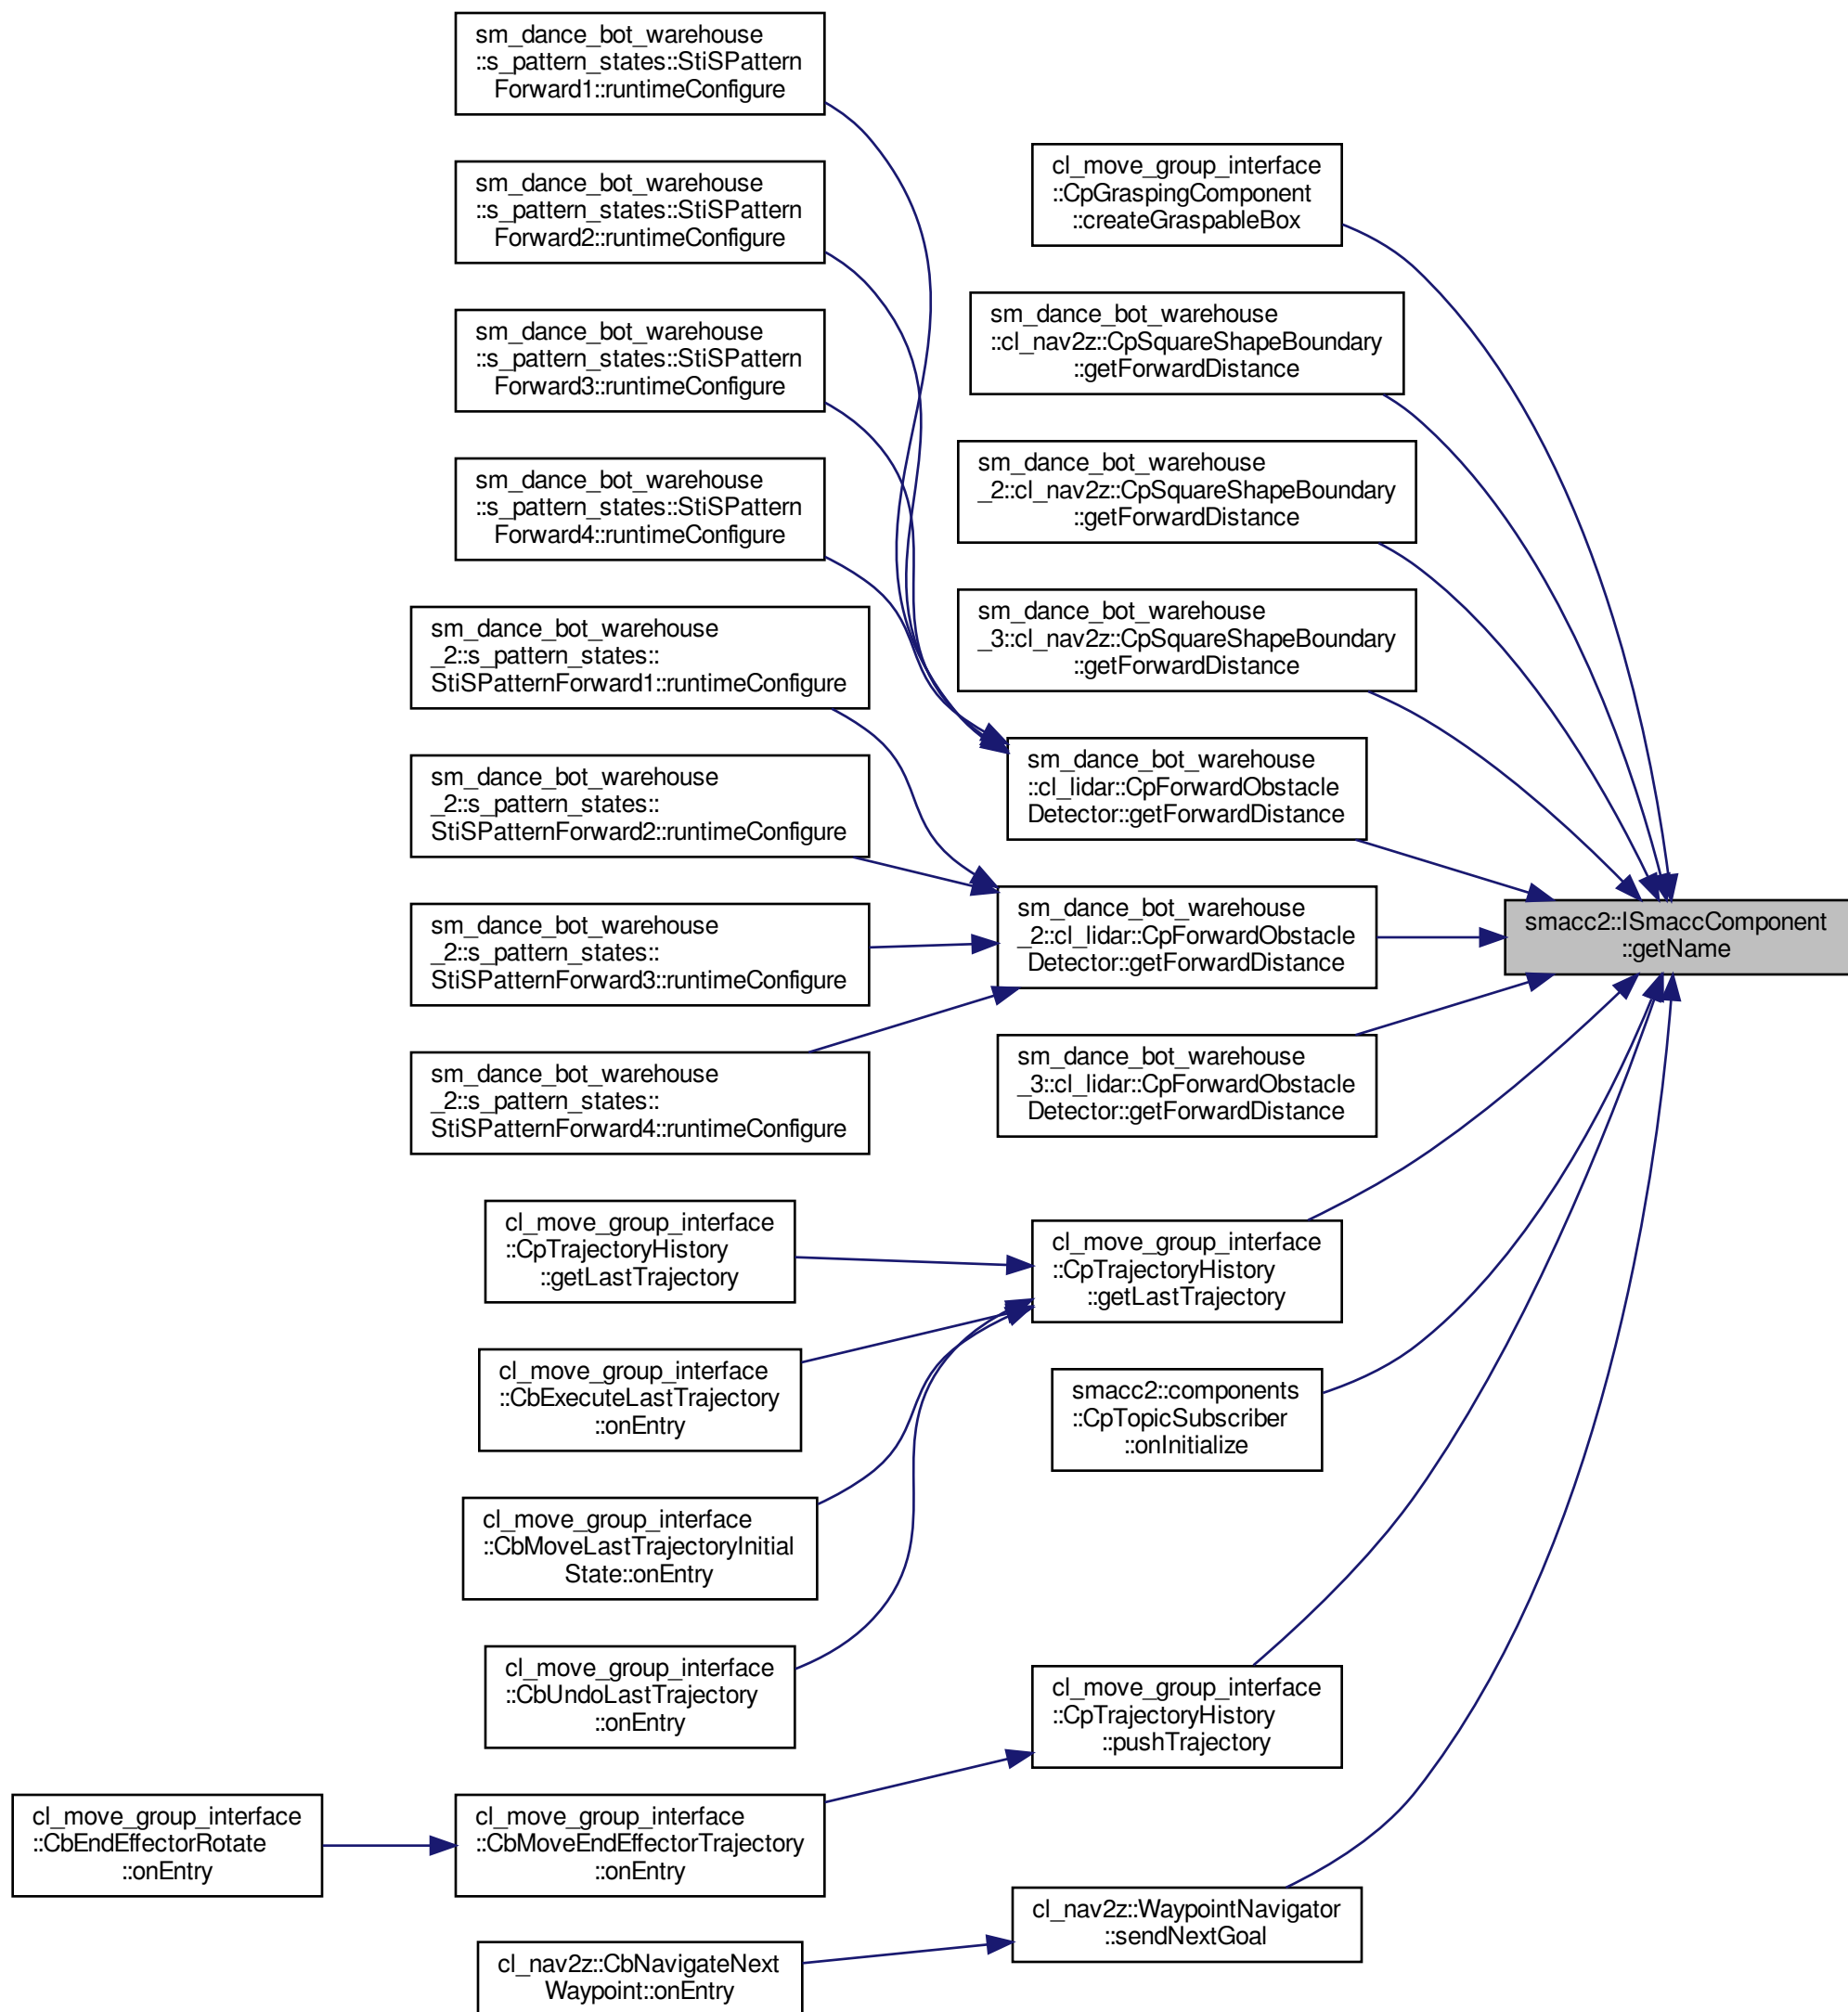 sm_dance_bot_warehouse
::s_pattern_states::StiSPattern
Forward1::runtimeConfigure
sm_dance_bot_warehouse
::s_pattern_states::StiSPattern
Forward2::runtimeConfigure
sm_dance_bot_warehouse
::s_pattern_states::StiSPattern
Forward3::runtimeConfigure
sm_dance_bot_warehouse
::s_pattern_states::StiSPattern
Forward4::runtimeConfigure
sm_dance_bot_warehouse
_2::s_pattern_states::
StiSPatternForward1::runtimeConfigure
sm_dance_bot_warehouse
_2::s_pattern_states::
StiSPatternForward2::runtimeConfigure
sm_dance_bot_warehouse
_2::s_pattern_states::
StiSPatternForward3::runtimeConfigure
sm_dance_bot_warehouse
_2::s_pattern_states::
StiSPatternForward4::runtimeConfigure
cl_move_group_interface
::CpTrajectoryHistory
::getLastTrajectory
cl_move_group_interface
::CbExecuteLastTrajectory
::onEntry
cl_move_group_interface
::CbMoveLastTrajectoryInitial
State::onEntry
cl_move_group_interface
::CbUndoLastTrajectory
::onEntry
cl_move_group_interface
::CbEndEffectorRotate
::onEntry
cl_move_group_interface
::CbMoveEndEffectorTrajectory
::onEntry
cl_nav2z::CbNavigateNext
Waypoint::onEntry
cl_move_group_interface
::CpGraspingComponent
::createGraspableBox
sm_dance_bot_warehouse
::cl_nav2z::CpSquareShapeBoundary
::getForwardDistance
sm_dance_bot_warehouse
_2::cl_nav2z::CpSquareShapeBoundary
::getForwardDistance
sm_dance_bot_warehouse
_3::cl_nav2z::CpSquareShapeBoundary
::getForwardDistance
sm_dance_bot_warehouse
::cl_lidar::CpForwardObstacle
Detector::getForwardDistance
sm_dance_bot_warehouse
_2::cl_lidar::CpForwardObstacle
Detector::getForwardDistance
sm_dance_bot_warehouse
_3::cl_lidar::CpForwardObstacle
Detector::getForwardDistance
cl_move_group_interface
::CpTrajectoryHistory
::getLastTrajectory
smacc2::components
::CpTopicSubscriber
::onInitialize
cl_move_group_interface
::CpTrajectoryHistory
::pushTrajectory
cl_nav2z::WaypointNavigator
::sendNextGoal
smacc2::ISmaccComponent
::getName